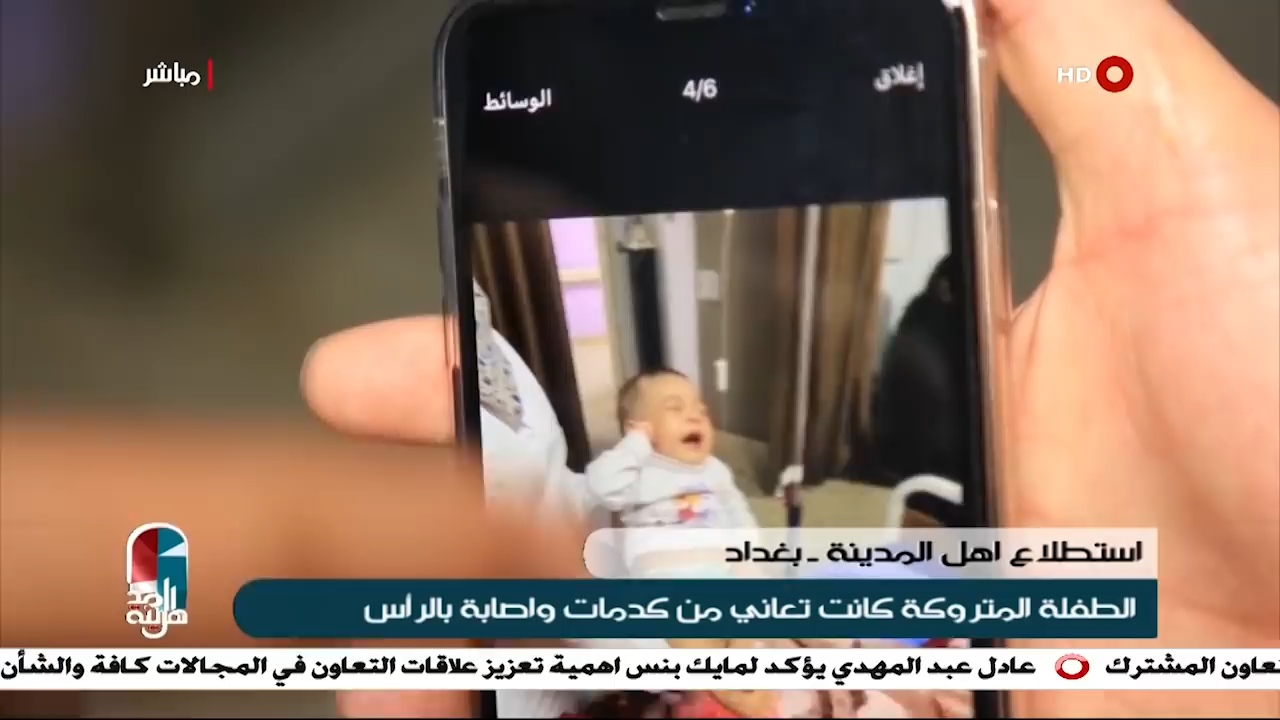 مباشر
HD
إغلاق
4/6
الوسائط
استطلاع اهل المدينة - بغداد
الطفلة المتروكة كانت تعاني من كدمات واصابة بالرأس
المدينة
تعاون المشترك
عادل عبد المهدي يؤكد لمايك بنس اهمية تعزيز علاقات التعاون في المجالات كافة والشأن